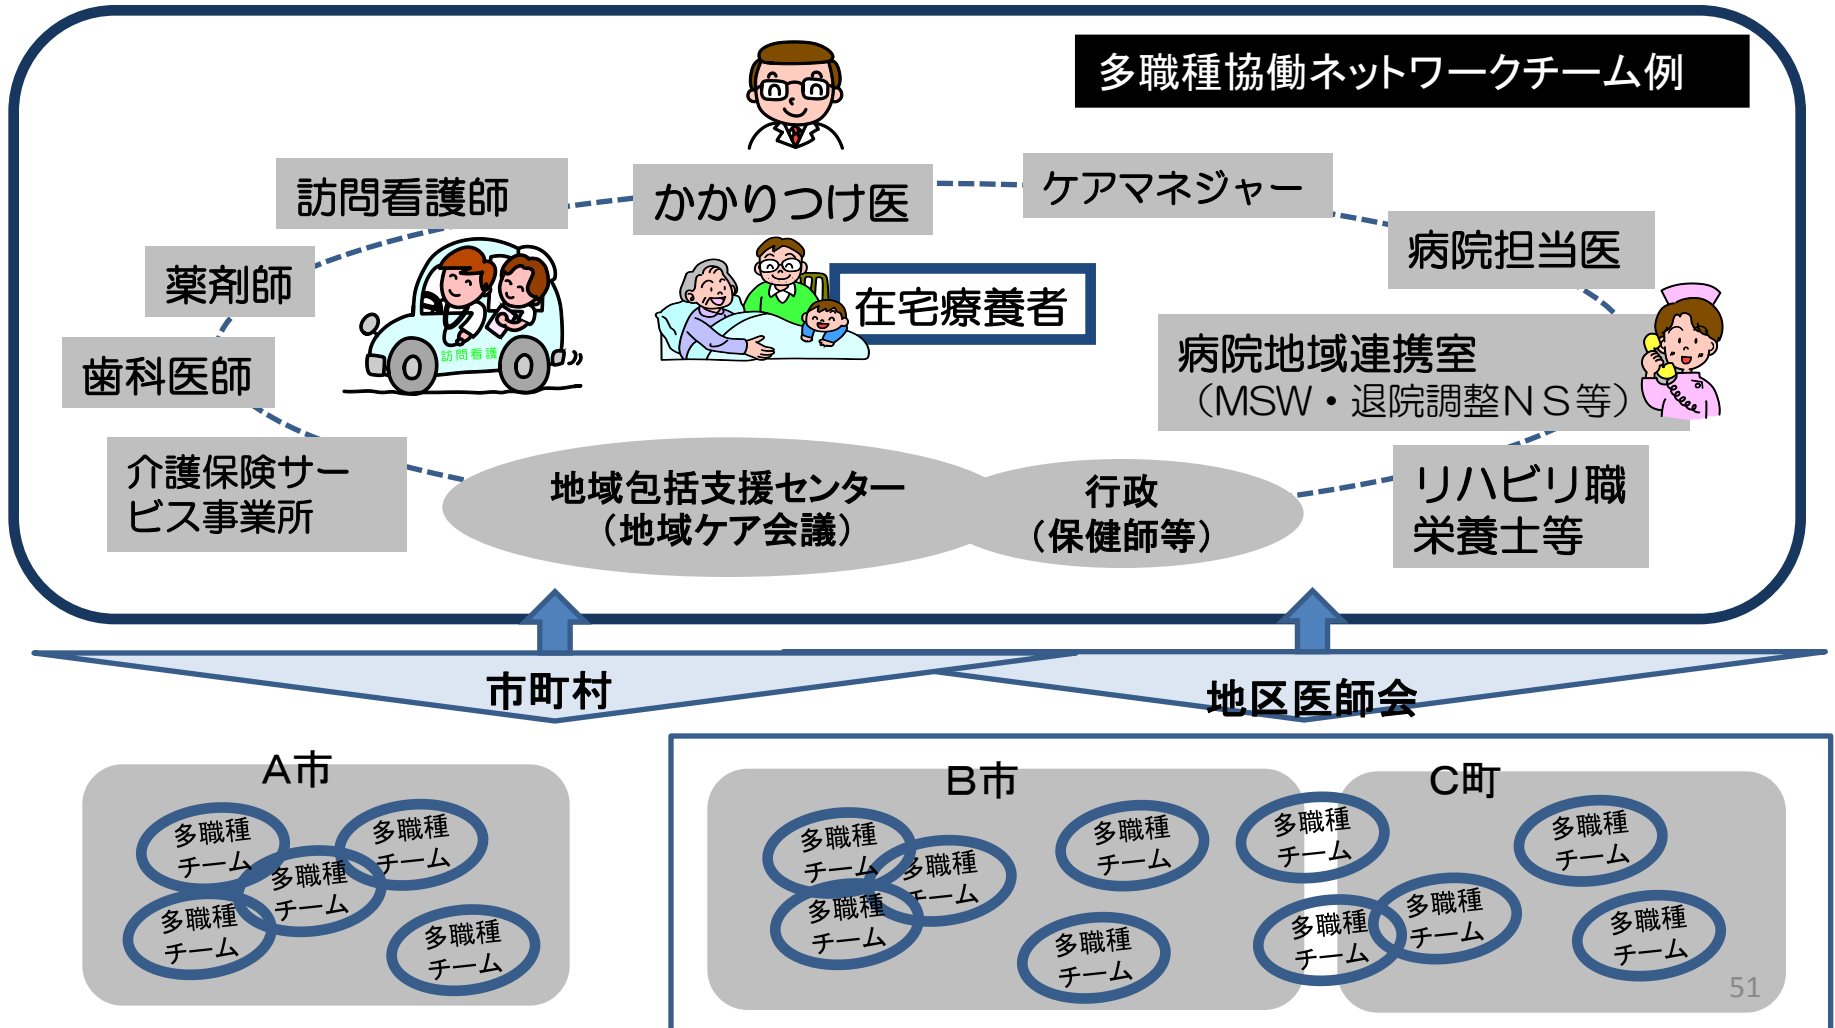 多職種協働ネットワークチーム例
訪問看護師
かかりつけ医
ケアマネジャー
病院担当医
薬剤師
在宅療養者
訪問看護
歯科医師
病院地域連携室
（MSW・退院調整ＮＳ等）
介護保険サー
ビス事業所
地域包括支援センター
（地域ケア会議）
行政
（保健師等）
リハビリ職
栄養士等
市町村
地区医師会
Ａ市
多職種
チーム
多職種
チーム
多職種
チーム
多職種
チーム
多職種
チーム
Ｂ市
Ｃ町
多職種
チーム
多職種
チーム
多職種
チーム
多職種
チーム
多職種
チーム
多職種
チーム
多職種
チーム
多職種
チーム
多職種
チーム
多職種
チーム
51